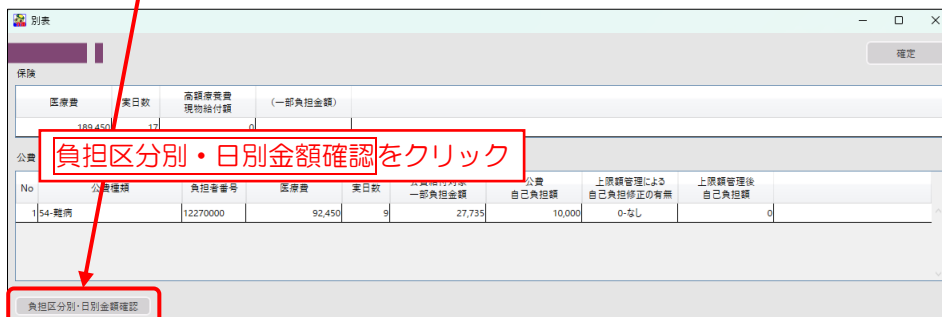 別表
確定
保険
医療費 実日数 高額療養費 現物給付額 (一部負担金額)
189,450 17 0
公費
負担区分別・日別金額確認をクリック
No 公費種類 負担者番号 医療費 実日数 公費給付対象 一部負担金額 公費 自己負担額 上限額管理による 自己負担修正の有無 上限額管理後 自己負担額
1 54-難病 12270000 92,450 9 27,735 10,000 0-なし 0
負担区分別・日別金額確認